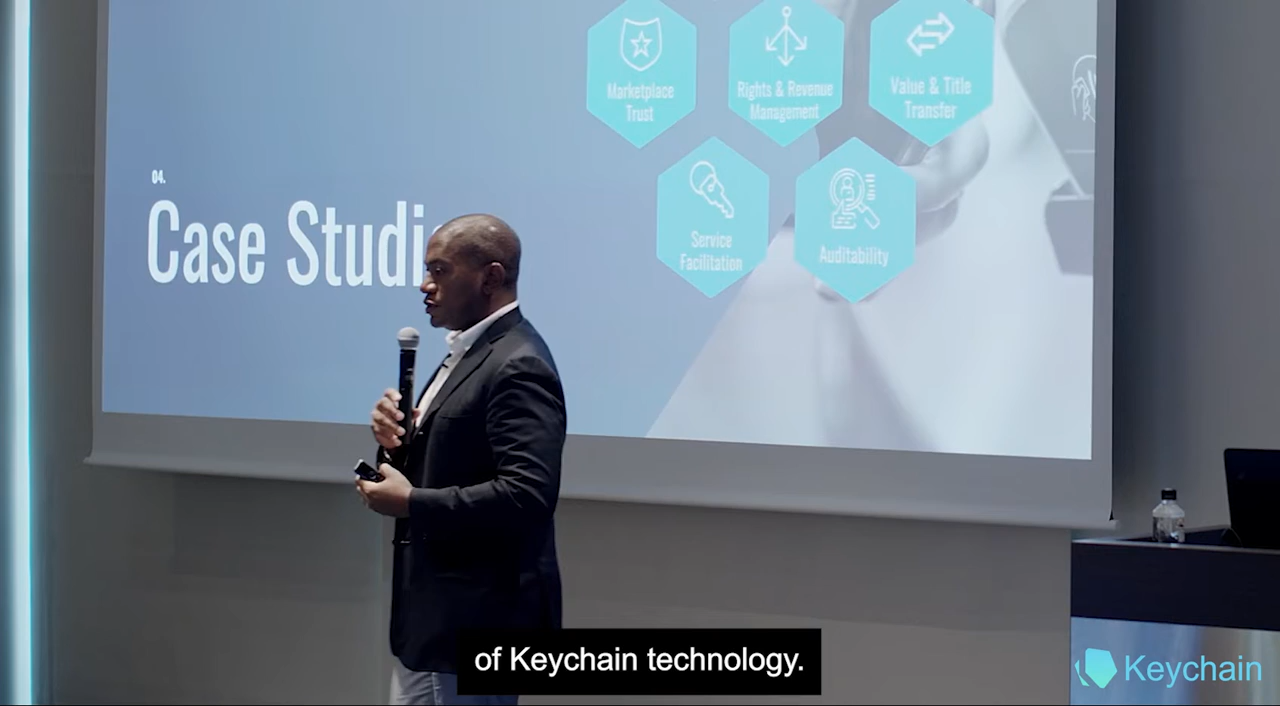 Marketplace
Trust
Rights & Revenue
Management
Value & Title
Transfer
04.
Case Studi
Service
Facilitation
Auditability
of Keychain technology.
Keychain